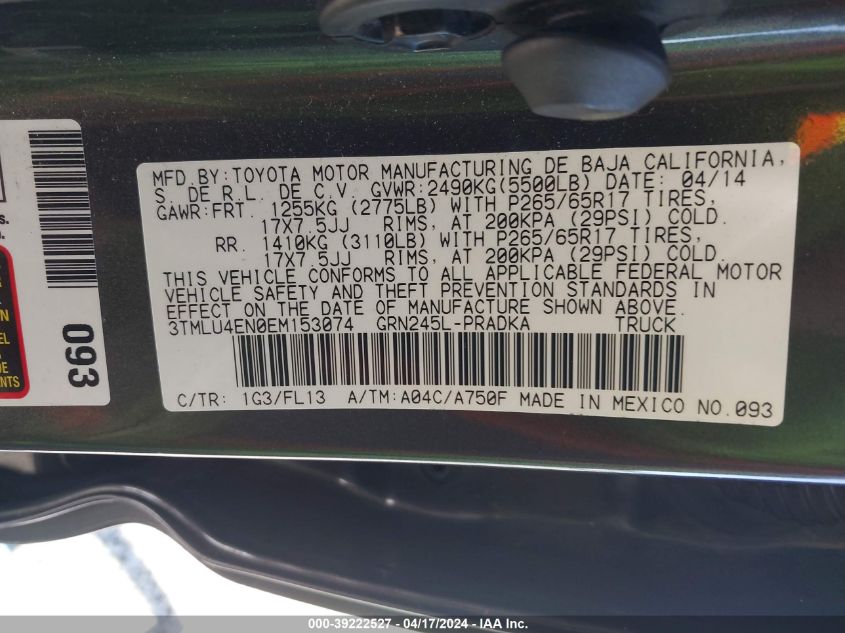 MFD.BY:TOYOTA MOTOR MANUFACTURING DE BAJA CALIFORNIA,
S. DE R.L. DE C.V. GVWR:2490KG(5500LB) DATE: 04/14
GAWR:FRT. 1255KG (2775LB) WITH P265/65R17 TIRES,
17X7.5JJ RIMS, AT 200KPA (29PSI) COLD.
RR. 1410KG (3110LB) WITH P265/65R17 TIRES,
17X7.5JJ RIMS, AT 200KPA (29PSI) COLD.
THIS VEHICLE CONFORMS TO ALL APPLICABLE FEDERAL MOTOR
VEHICLE SAFETY AND THEFT PREVENTION STANDARDS IN
EFFECT ON THE DATE OF MANUFACTURE SHOWN ABOVE.
3TMLU4EN0EM153074 GRN245L-PRADKA TRUCK
C/TR: 1G3/FL13 A/TM:A04C/A750F MADE IN MEXICO NO.093
093
000-39222527 - 04/17/2024 - IAA Inc.